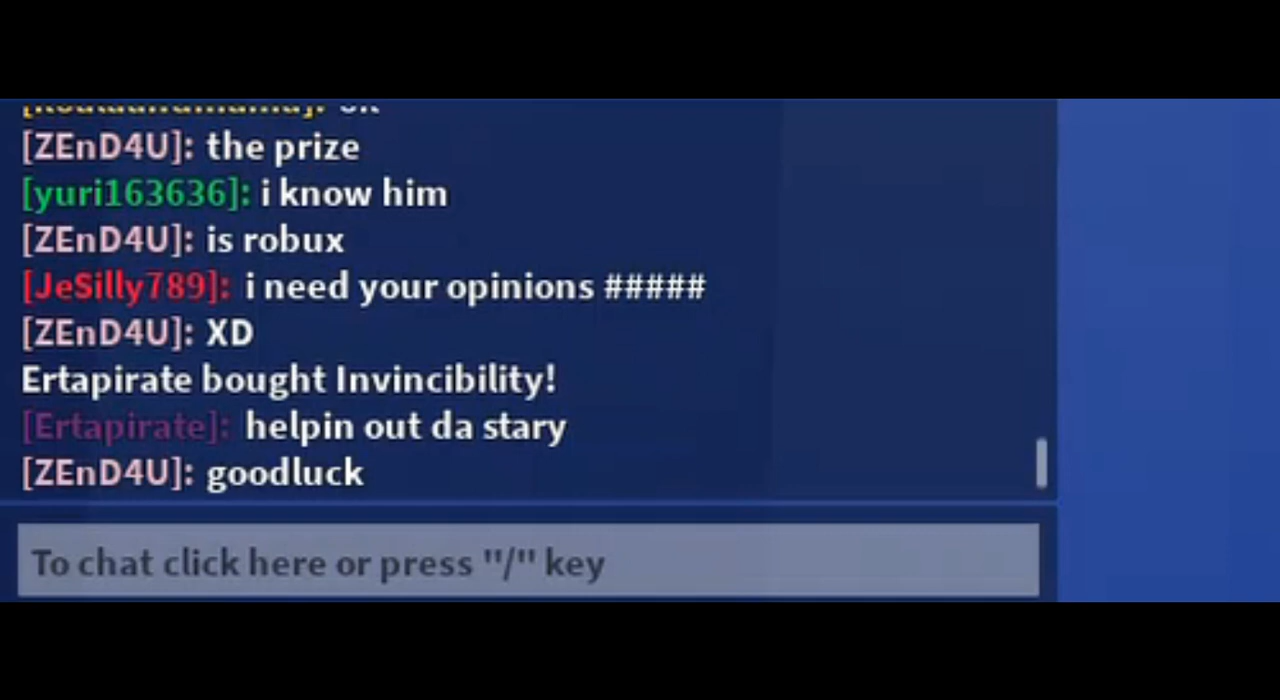 [ZEnD4U]: the prize
[yuri163636]: i know him
[ZEnD4U]: is robux
[JeSilly789]: i need your opinions #####
[ZEnD4U]: XD
Ertapirate bought Invincibility!
[Ertapirate]: helpin out da stary
[ZEnD4U]: goodluck
To chat click here or press "/" key